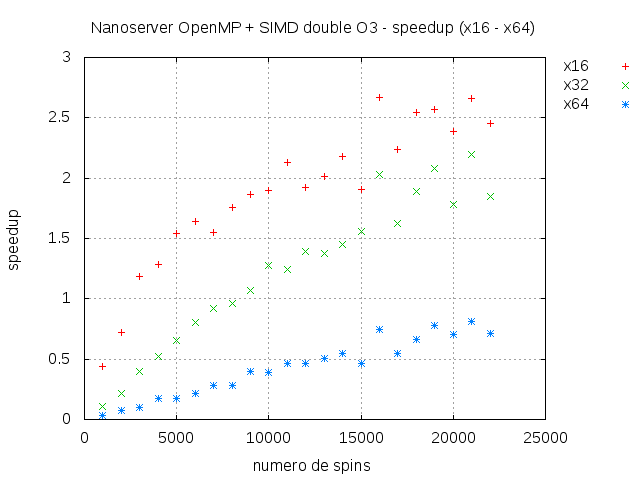 Nanoserver OpenMP + SIMD double O3 - speedup (x16 - x64)
x16
x32
x64
speedup
3
2.5
2
1.5
1
0.5
0
0 5000 10000 15000 20000 25000
numero de spins